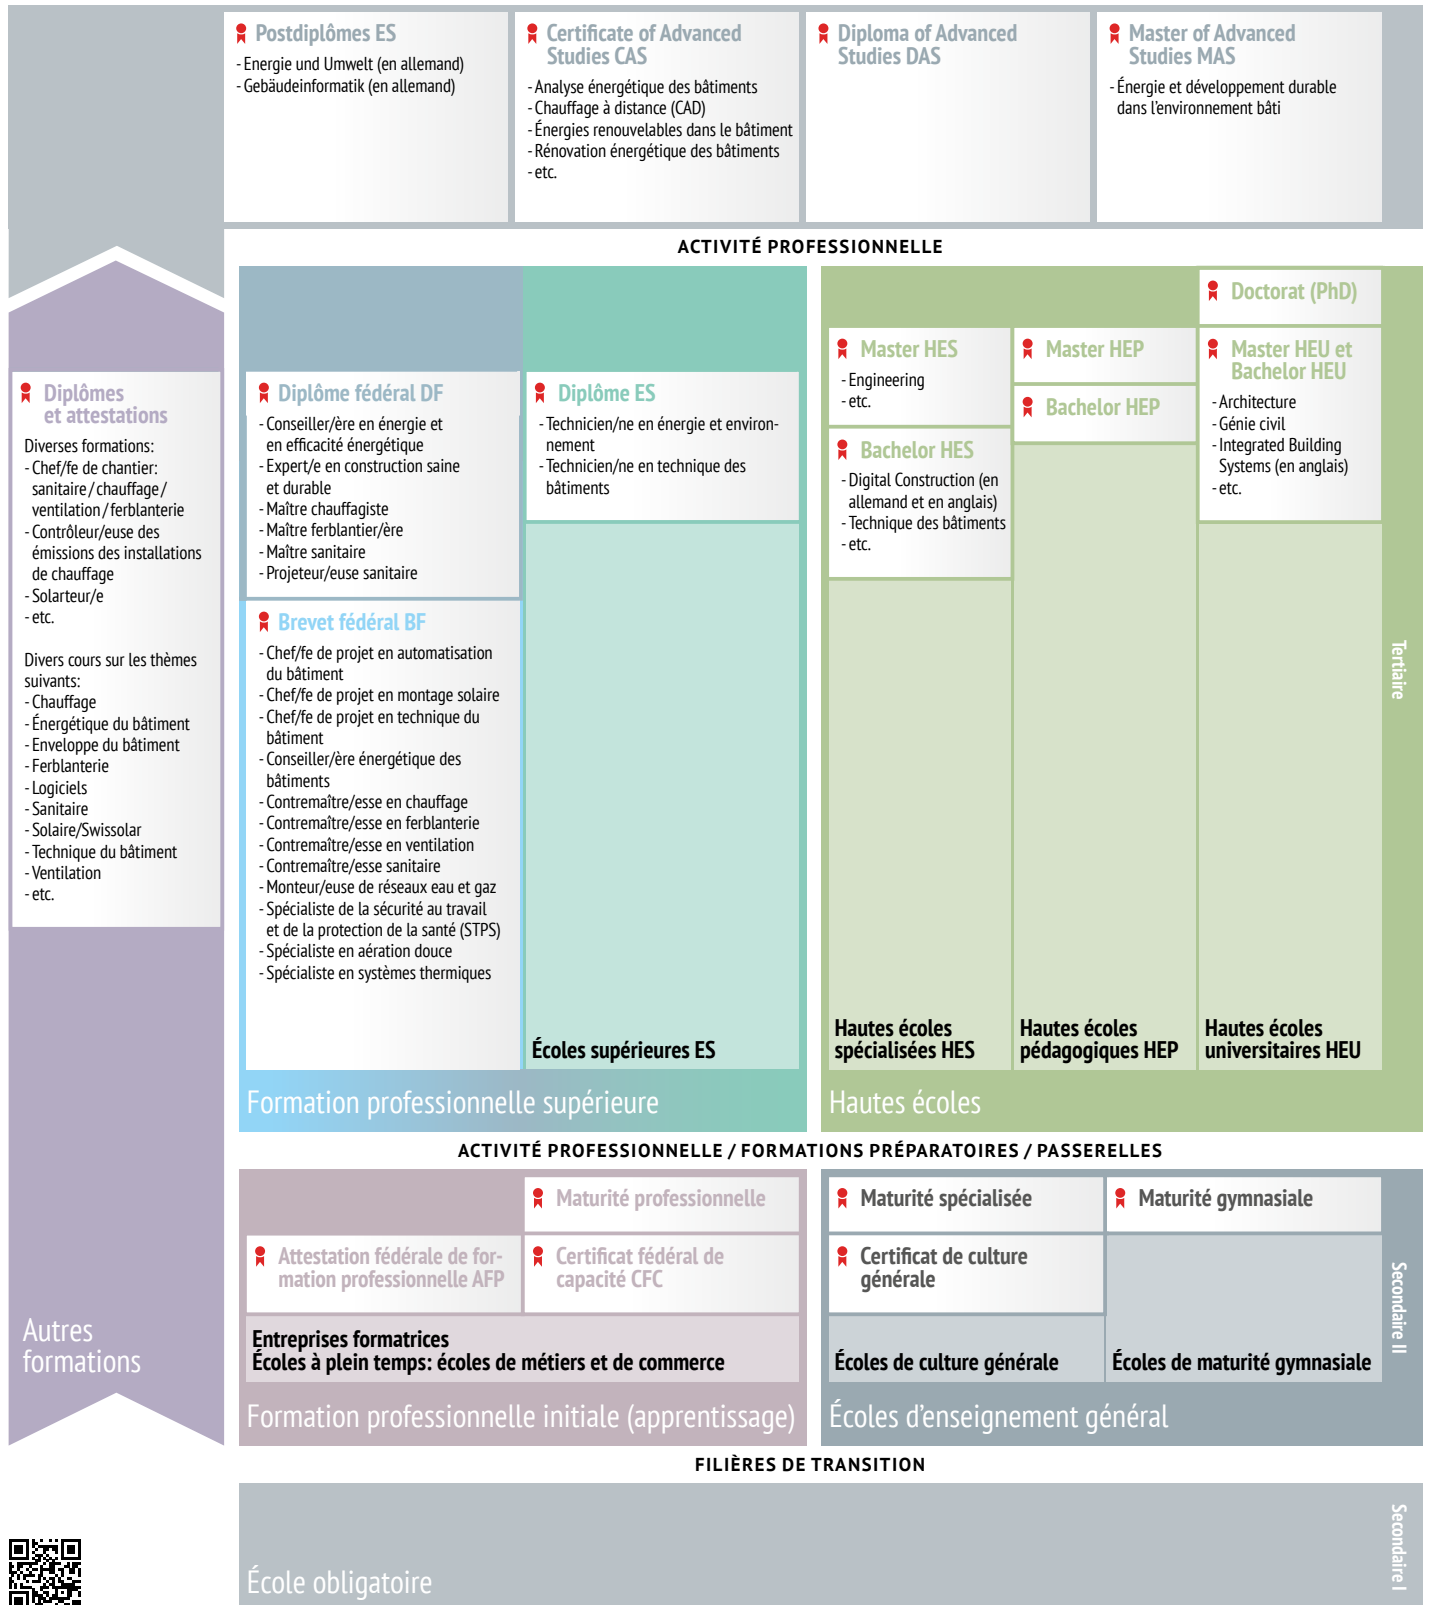 Postdiplômes ES
- Energie und Umwelt (en allemand)
- Gebäudeinformatik (en allemand)
Certificate of Advanced
Studies CAS
- Analyse énergétique des bâtiments
- Chauffage à distance (CAD)
- Énergies renouvelables dans le bâtiment
- Rénovation énergétique des bâtiments
- etc.
Diploma of Advanced
Studies DAS
Master of Advanced
Studies MAS
- Énergie et développement durable
dans l'environnement bâti
ACTIVITÉ PROFESSIONNELLE
Diplômes
et attestations
Diverses formations:
- Chef/fe de chantier:
sanitaire / chauffage /
ventilation / ferblanterie
- Contrôleur/euse des
émissions des installations
de chauffage
- Solarteur/e
- etc.
Divers cours sur les thèmes
suivants:
- Chauffage
- Énergétique du bâtiment
- Enveloppe du bâtiment
- Ferblanterie
- Logiciels
- Sanitaire
- Solaire/Swissolar
- Technique du bâtiment
- Ventilation
- etc.
Autres
formations
Diplôme fédéral DF
- Conseiller/ère en énergie et
en efficacité énergétique
- Expert/e en construction saine
et durable
- Maître chauffagiste
- Maître ferblantier/ère
- Maître sanitaire
- Projeteur/euse sanitaire
Brevet fédéral BF
- Chef/fe de projet en automatisation
du bâtiment
- Chef/fe de projet en montage solaire
- Chef/fe de projet en technique du
bâtiment
- Conseiller/ère énergétique des
bâtiments
- Contremaître/esse en chauffage
- Contremaître/esse en ferblanterie
- Contremaître/esse en ventilation
- Contremaître/esse sanitaire
- Monteur/euse de réseaux eau et gaz
- Spécialiste de la sécurité au travail
et de la protection de la santé (STPS)
- Spécialiste en aération douce
- Spécialiste en systèmes thermiques
Diplôme ES
- Technicien/ne en énergie et environ-
nement
- Technicien/ne en technique des
bâtiments
Écoles supérieures ES
Formation professionnelle supérieure
Master HES
- Engineering
- etc.
Bachelor HES
- Digital Construction (en
allemand et en anglais)
- Technique des bâtiments
- etc.
Hautes écoles
spécialisées HES
Master HEP
Bachelor HEP
Hautes écoles
pédagogiques HEP
Doctorat (PhD)
Master HEU et
Bachelor HEU
- Architecture
- Génie civil
- Integrated Building
Systems (en anglais)
- etc.
Hautes écoles
universitaires HEU
Hautes écoles
Tertiaire
ACTIVITÉ PROFESSIONNELLE / FORMATIONS PRÉPARATOIRES / PASSERELLES
Maturité professionnelle
Attestation fédérale de for-
mation professionnelle AFP
Certificat fédéral de
capacité CFC
Entreprises formatrices
Écoles à plein temps: écoles de métiers et de commerce
Formation professionnelle initiale (apprentissage)
Maturité spécialisée
Certificat de culture
générale
Écoles de culture générale
Maturité gymnasiale
Écoles de maturité gymnasiale
Écoles d'enseignement général
Secondaire II
FILIÈRES DE TRANSITION
École obligatoire
Secondaire I